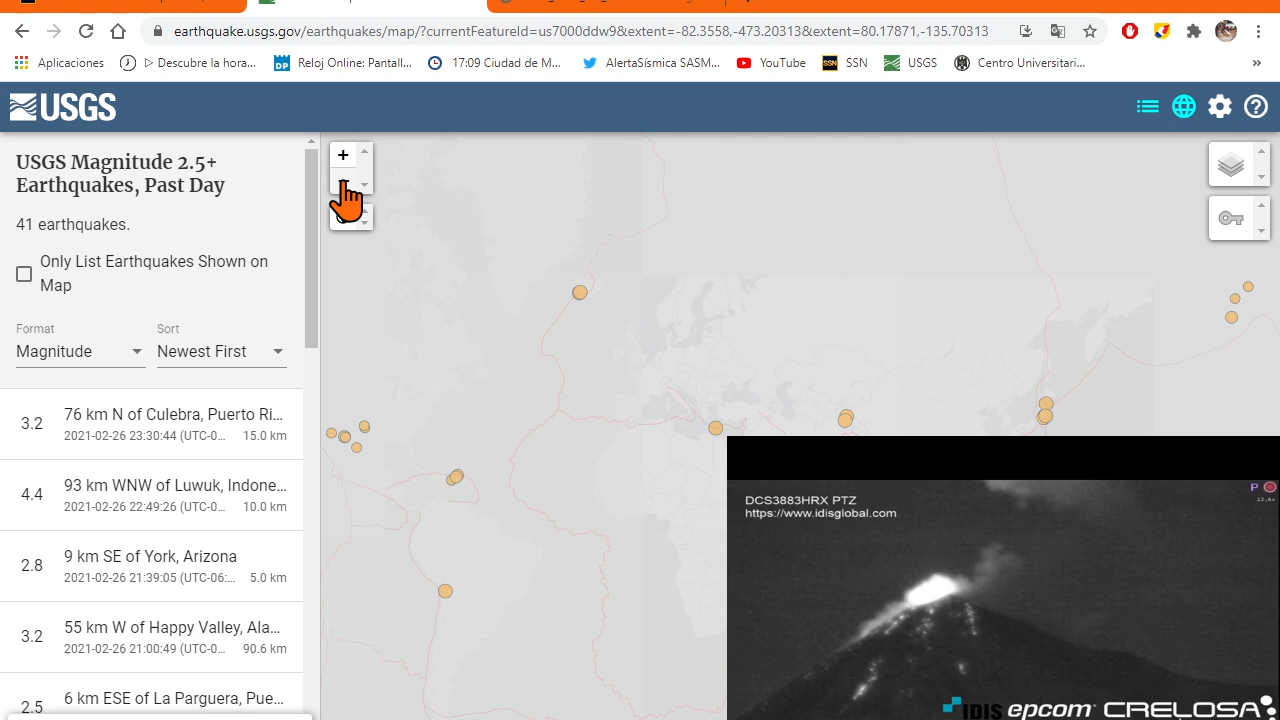 earthquake.usgs.gov/earthquakes/map/?currentFeatureId=us7000ddw9&extent=-82.3558,-473.20313&extent=80.17871,-135.70313
Aplicaciones
▷ Descubre la hora...
DP Reloj Online: Pantall...
17:09 Ciudad de M...
AlertaSísmica SASM...
YouTube
SSN SSN
USGS
Centro Universitari...
»
USGS
USGS Magnitude 2.5+
Earthquakes, Past Day
41 earthquakes.
Only List Earthquakes Shown on
Map
Format
Magnitude
Sort
Newest First
3.2
76 km N of Culebra, Puerto Ri...
2021-02-26 23:30:44 (UTC-0...
15.0 km
4.4
93 km WNW of Luwuk, Indone...
2021-02-26 22:49:26 (UTC-0...
10.0 km
2.8
9 km SE of York, Arizona
2021-02-26 21:39:05 (UTC-06:...
5.0 km
3.2
55 km W of Happy Valley, Ala...
2021-02-26 21:00:49 (UTC-0...
90.6 km
2.5
6 km ESE of La Parguera, Pue...
+
DCS3883HRX PTZ
https://www.idisglobal.com
P
IDIS epcom CRELOSA